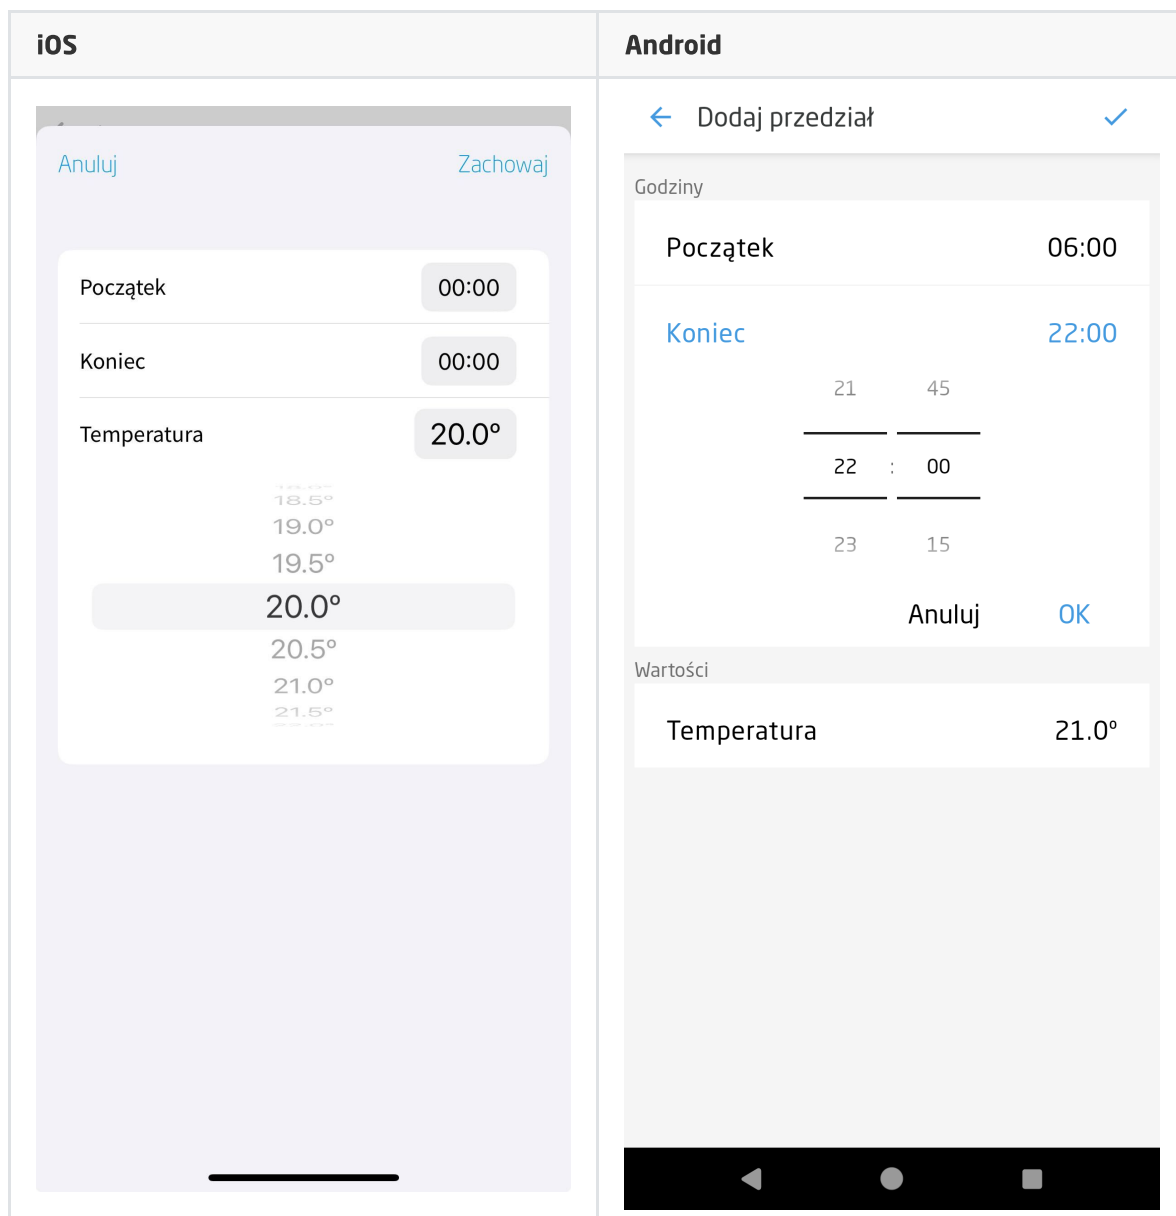 iOS
Anuluj
Zachowaj
Początek
00:00
Koniec
00:00
Temperatura
20.0°
18.5°
19.0°
19.5°
20.0°
20.5°
21.0°
21.5°
Android
Dodaj przedział
Godziny
Początek
06:00
Koniec
22:00
21 45
22 : 00
23 15
Anuluj
OK
Wartości
Temperatura
21.0°